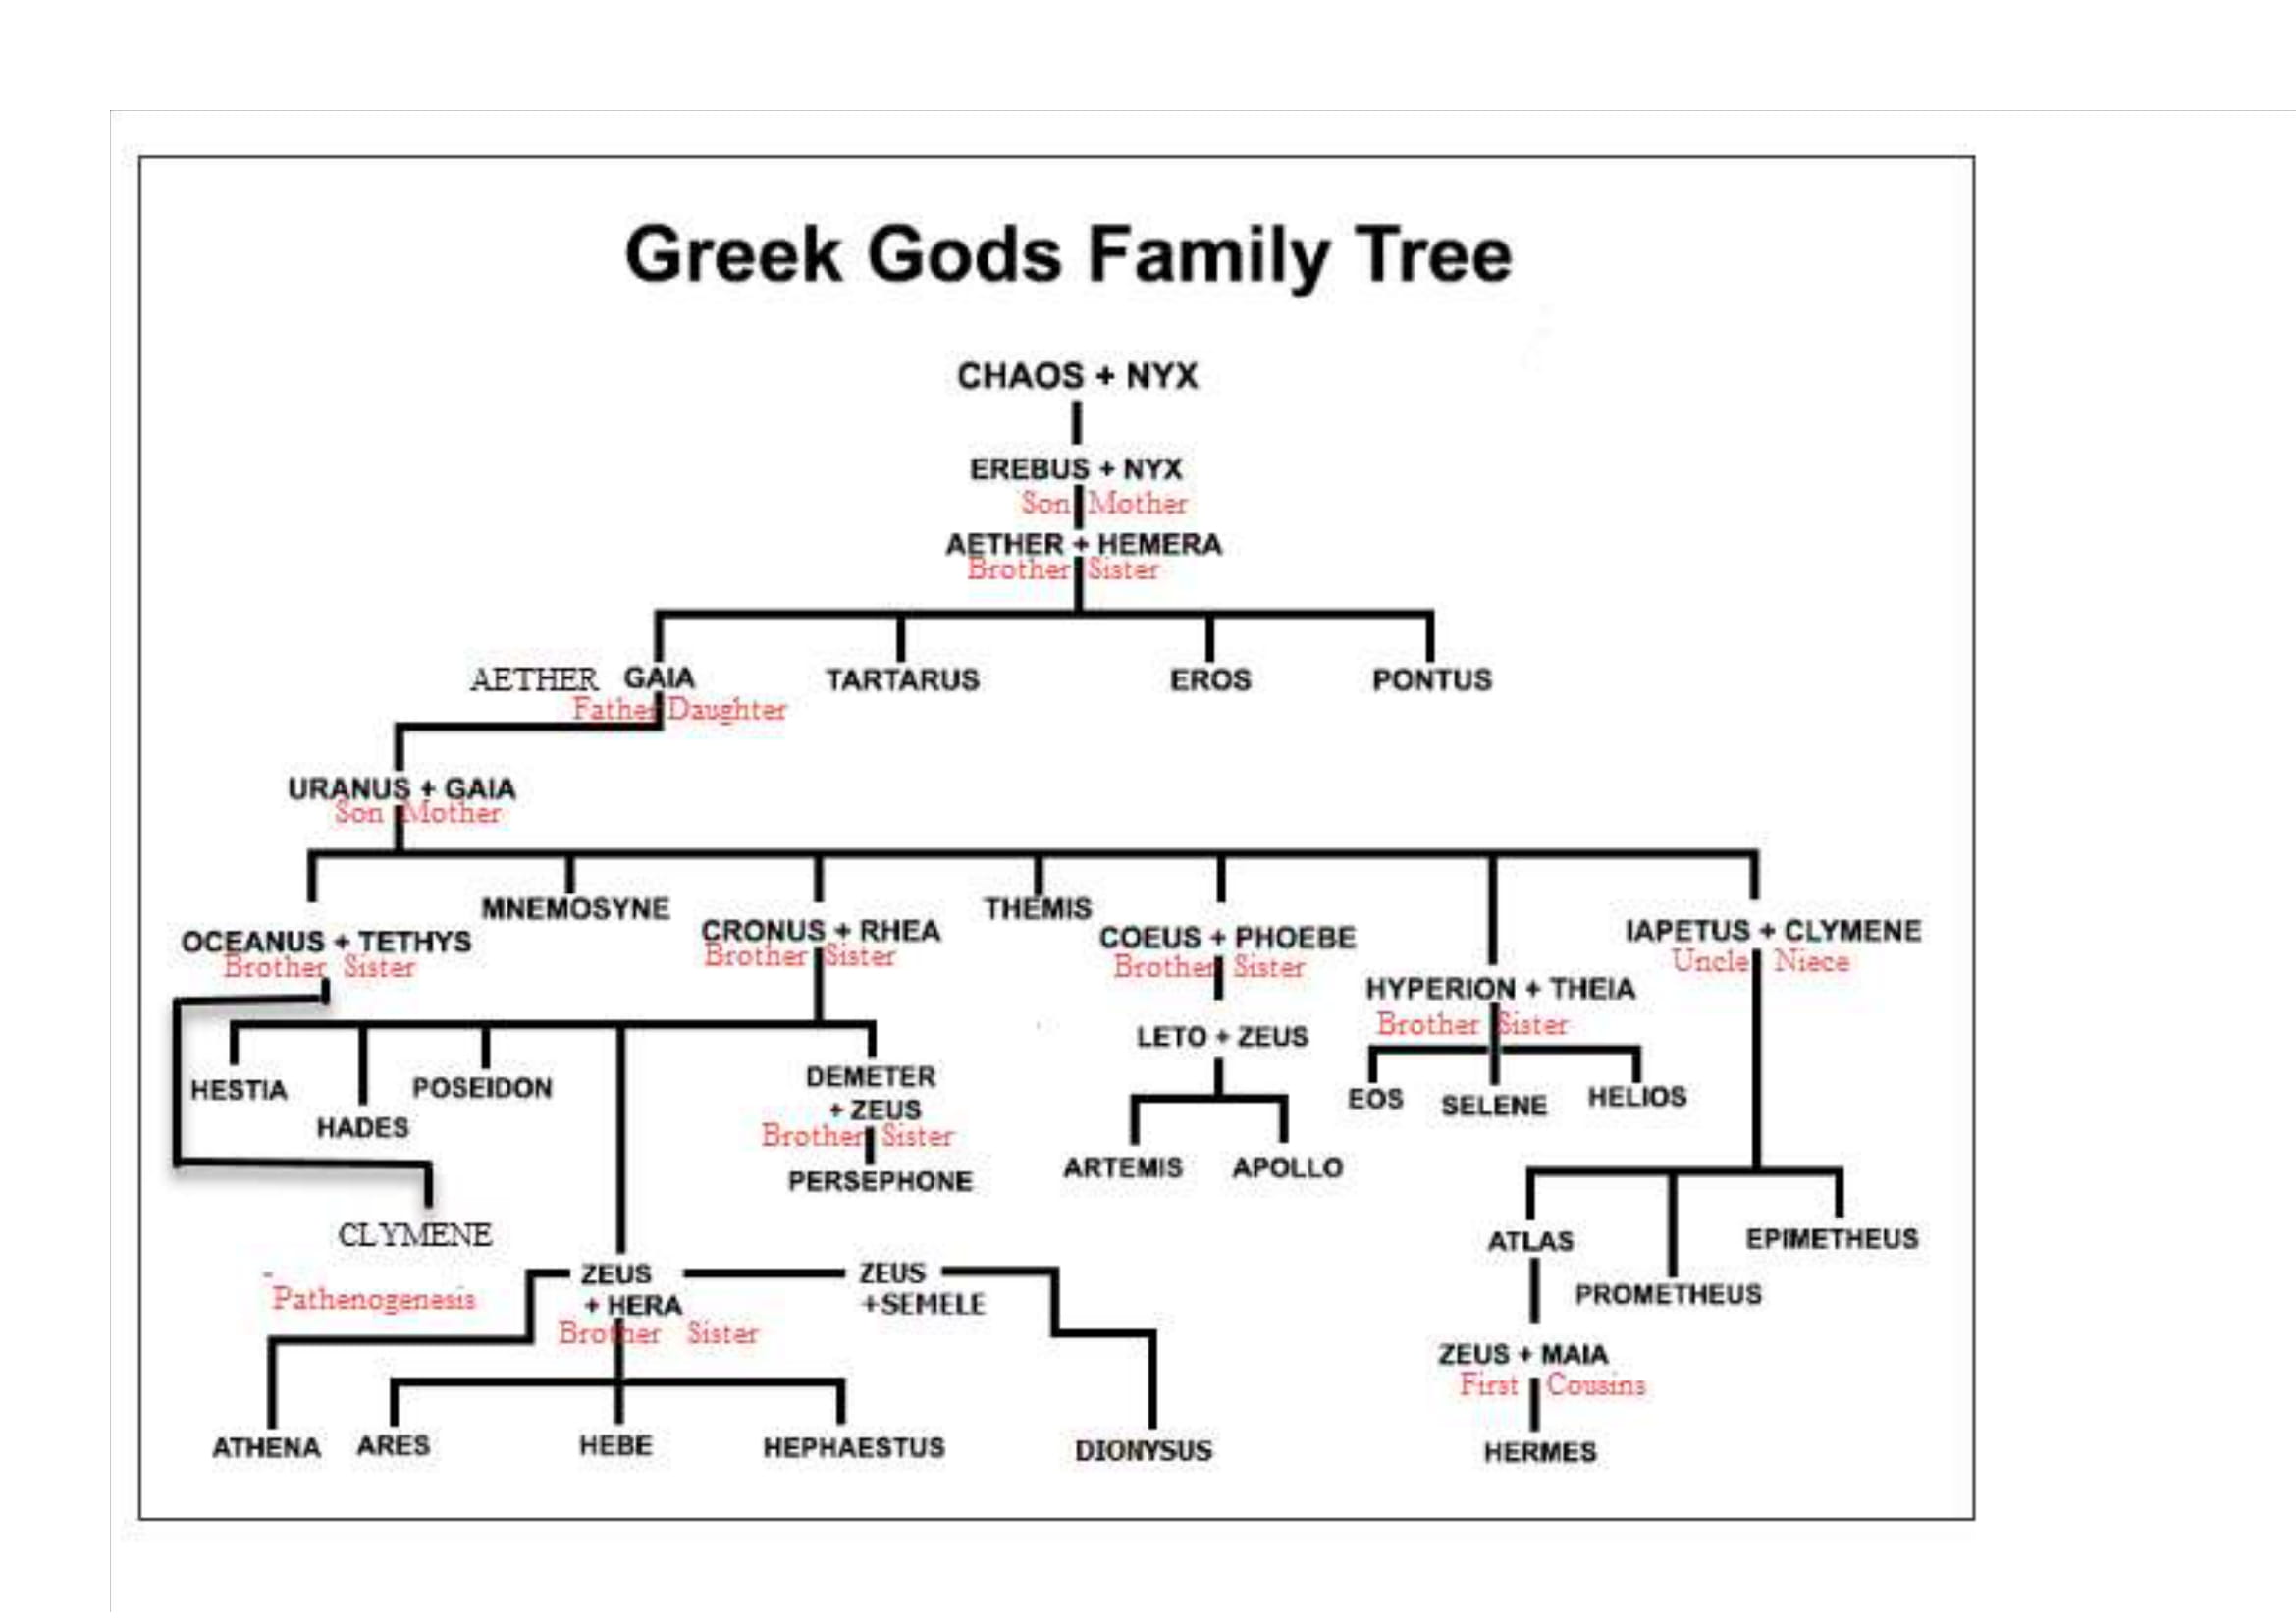 Greek Gods Family Tree
CHAOS + NYX
EREBUS + NYX
Son Mother
AETHER + HEMERA
Brother Sister
AETHER GAIA TARTARUS EROS PONTUS
Father Daughter
URANUS + GAIA
Son Mother
OCEANUS + TETHYS
Brother Sister
MNEMOSYNE
CRONUS + RHEA
Brother Sister
THEMIS
COEUS + PHOEBE
Brother Sister
HYPERION + THEIA
Brother Sister
IAPETUS + CLYMENE
Uncle Niece
HESTIA
HADES
POSEIDON
DEMETER
+ ZEUS
Brother Sister
PERSEPHONE
LETO + ZEUS
ARTEMIS APOLLO
EOS
SELENE
HELIOS
CLYMENE
ATLAS
PROMETHEUS
EPIMETHEUS
Pathenogenesis
ZEUS
+ HERA
Brother Sister
ZEUS
+SEMELE
ZEUS + MAIA
First Cousins
ATHENA ARES HEBE HEPHAESTUS DIONYSUS HERMES